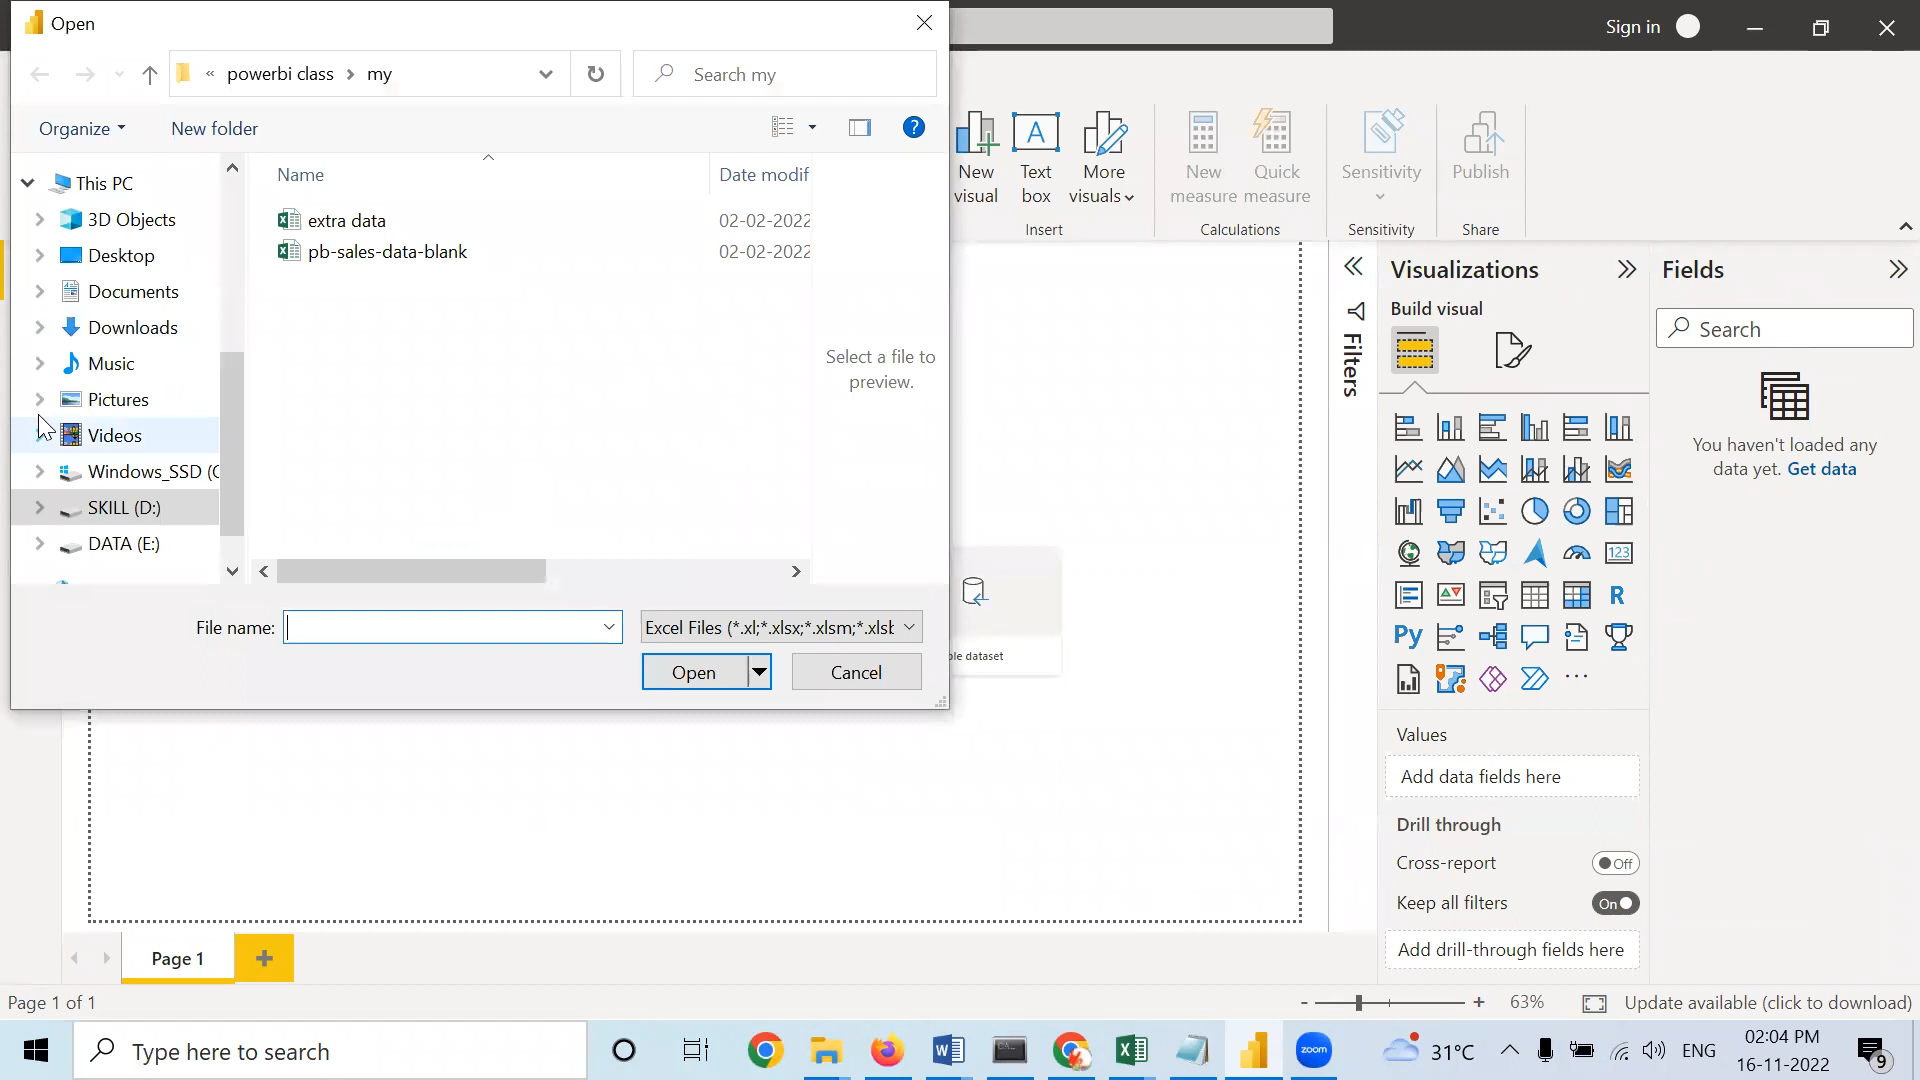 Open
Sign in
« powerbi class > my
Search my
Organize
New folder
Name
Date modif
This PC
3D Objects
Desktop
Documents
Downloads
Music
Pictures
Videos
Windows_SSD (C
SKILL (D:)
DATA (E:)
extra data
02-02-2022
pb-sales-data-blank
02-02-2022
Select a file to
preview.
File name:
Excel Files (*.xl;*.xlsx;*.xlsm;*.xlsb
Open
Cancel
New
visual
Text
box
More
visuals
Insert
New
measure
Quick
measure
Calculations
Sensitivity
Sensitivity
Publish
Share
ble dataset
Filters
Visualizations
Build visual
123
R
Py
Values
Add data fields here
Drill through
Cross-report
Off
Keep all filters
On
Add drill-through fields here
Fields
Search
You haven't loaded any
data yet. Get data
Page 1
Page 1 of 1
- + 63%
Update available (click to download)
Type here to search
zoom
31°C
ENG
02:04 PM
16-11-2022
9